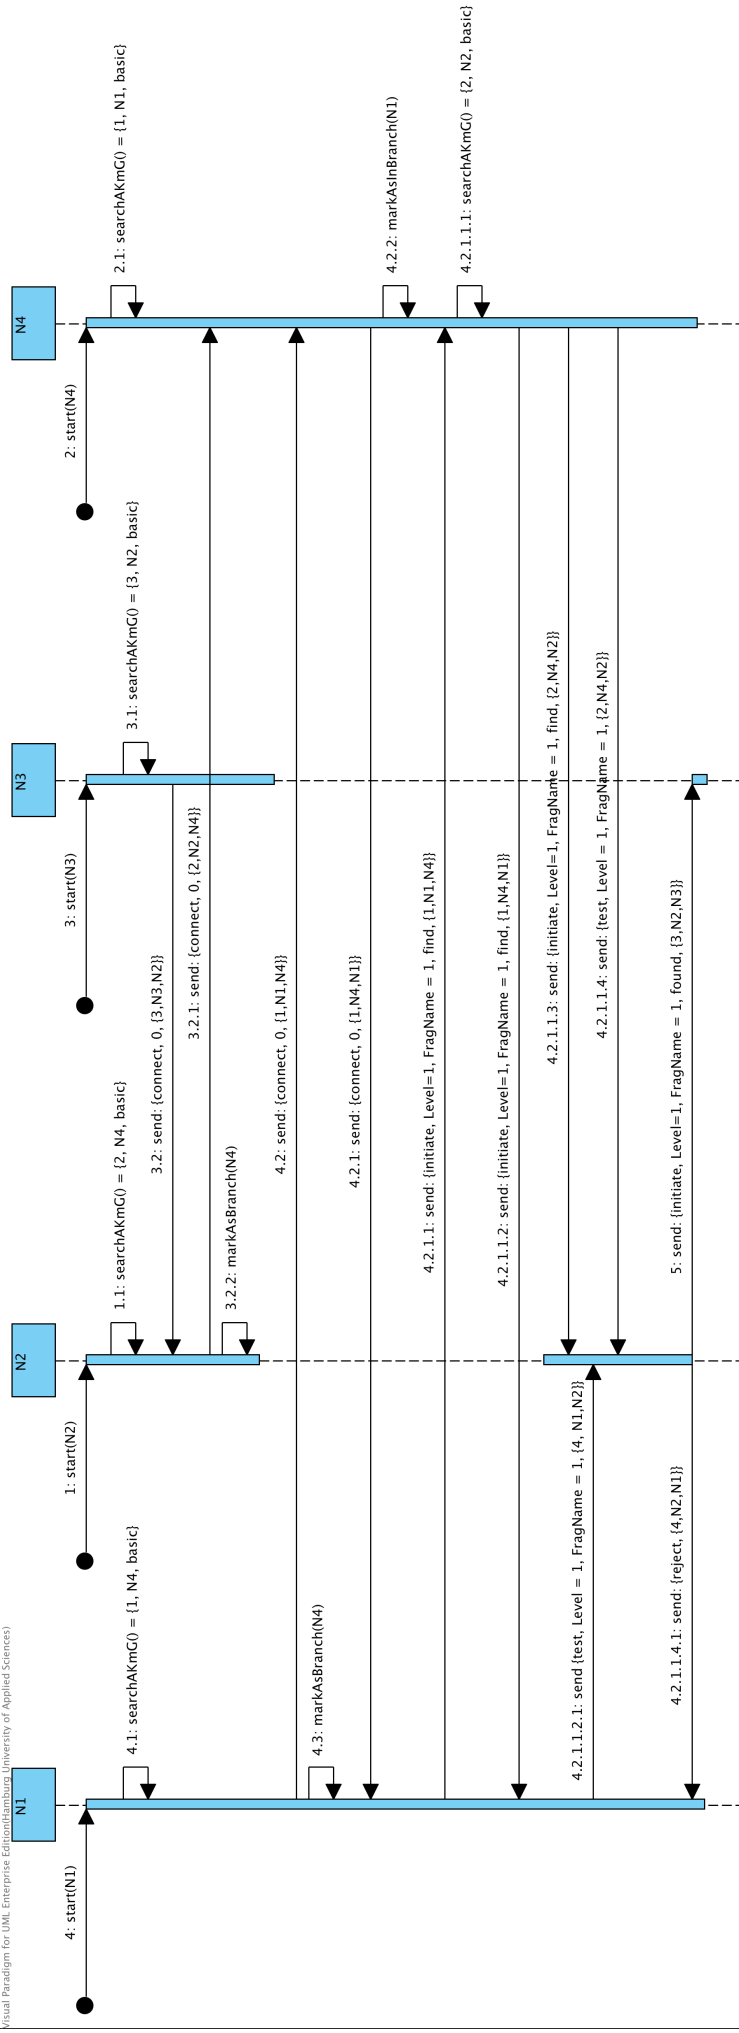 Visual Paradigm for UML Enterprise Edition(Hamburg University of Applied Sciences)
N1
N2
N3
N4
4: start(N1)
1: start(N2)
3: start(N3)
2: start(N4)
1.1: searchAKmG() = {2, N4, basic}
2.1: searchAKmG() = {1, N1, basic}
4.1: searchAKmG() = {1, N4, basic}
3.1: searchAKmG() = {3, N2, basic}
3.2: send: {connect, 0, {3,N3,N2}}
3.2.1: send: {connect, 0, {2,N2,N4}}
3.2.2: markAsBranch(N4)
4.2: send: {connect, 0, {1,N1,N4}}
4.3: markAsBranch(N4)
4.2.1: send: {connect, 0, {1,N4,N1}}
4.2.2: markAsInBranch(N1)
4.2.1.1: send: {initiate, Level=1, FragName = 1, find, {1,N1,N4}}
4.2.1.1.1: searchAKmG() = {2, N2, basic}
4.2.1.1.2: send: {initiate, Level=1, FragName = 1, find, {1,N4,N1}}
4.2.1.1.3: send: {initiate, Level=1, FragName = 1, find, {2,N4,N2}}
4.2.1.1.2.1: send {test, Level = 1, FragName = 1, {4, N1,N2}}
4.2.1.1.4: send: {test, Level = 1, FragName = 1, {2,N4,N2}}
4.2.1.1.4.1: send: {reject, {4,N2,N1}}
5: send: {initiate, Level=1, FragName = 1, found, {3,N2,N3}}